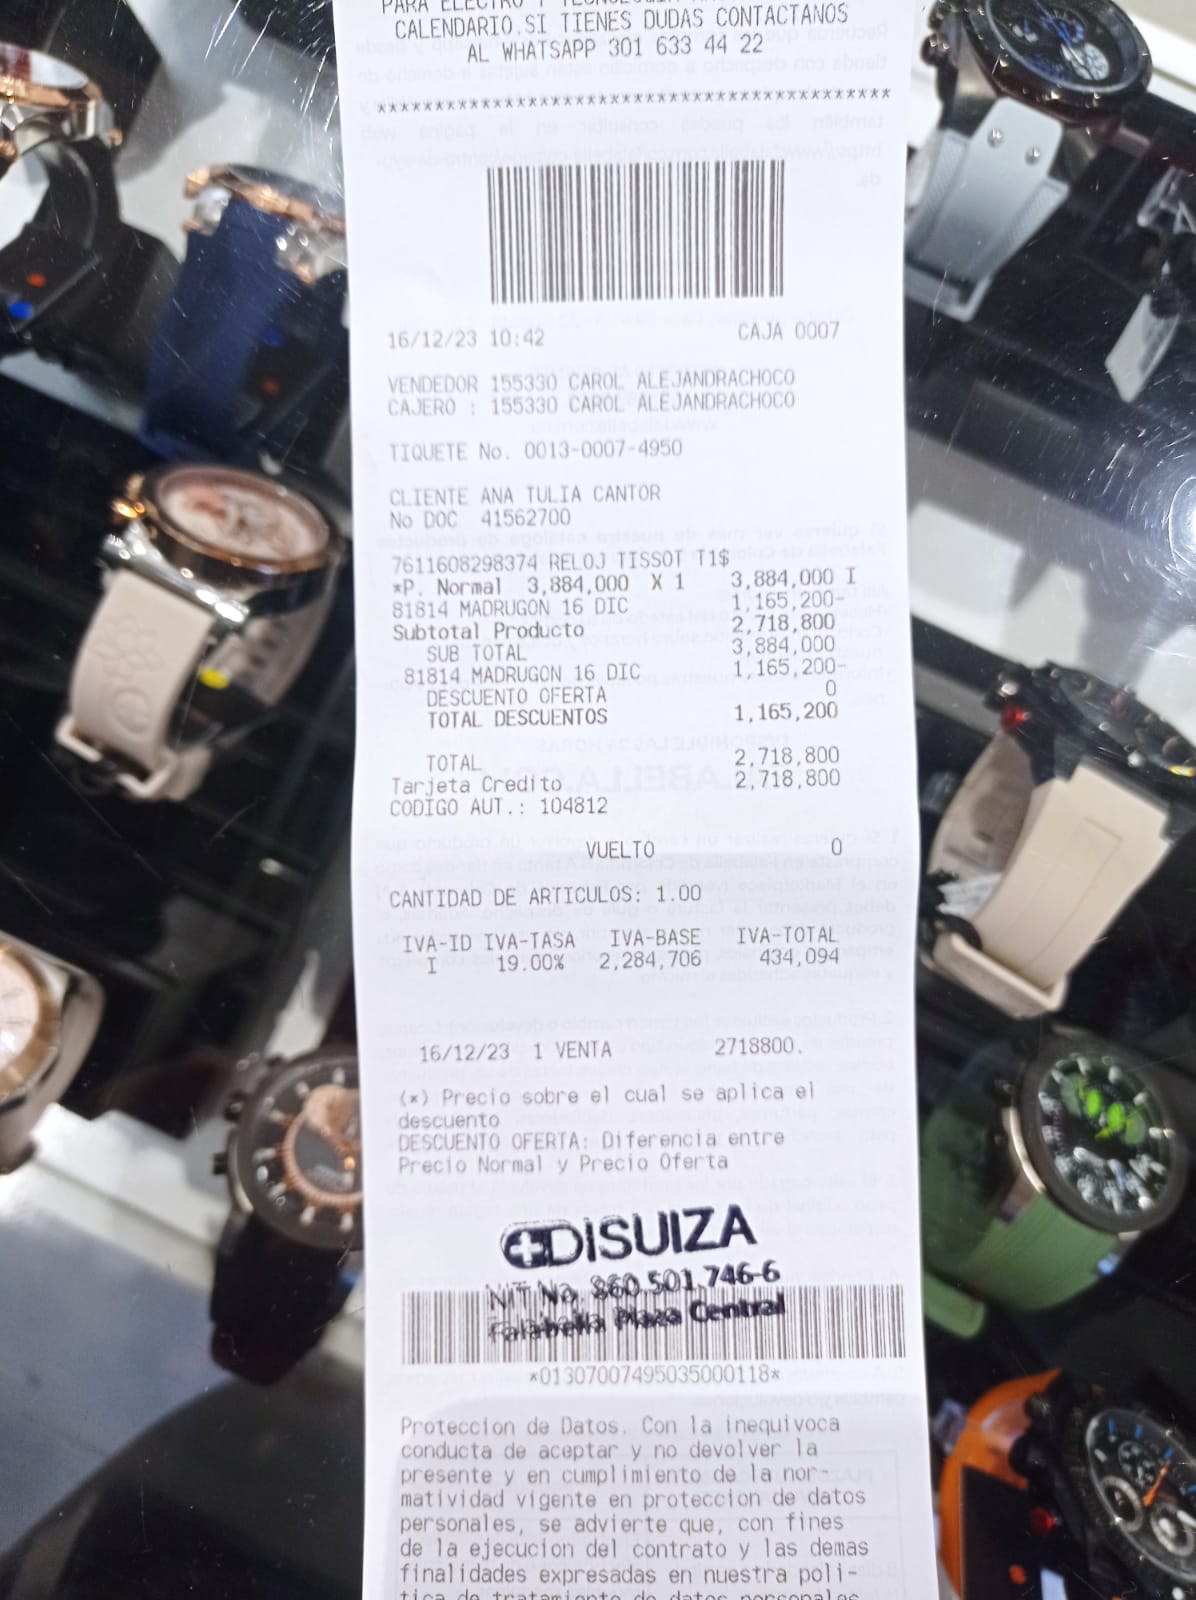 CALENDARIO.SI TIENES DUDAS CONTACTANOS
AL WHATSAPP 301 633 44 22
*********************************************
16/12/23 10:42 CAJA 0007
VENDEDOR 155330 CAROL ALEJANDRACHOCO
CAJERO : 155330 CAROL ALEJANDRACHOCO
TIQUETE No. 0013-0007-4950
CLIENTE ANA TULIA CANTOR
No DOC 41562700
7611608298374 RELOJ TISSOT T1$
*P. Normal 3,884,000 X 1 3,884,000 I
81814 MADRUGON 16 DIC 1,165,200-
Subtotal Producto 2,718,800
SUB TOTAL 3,884,000
81814 MADRUGON 16 DIC 1,165,200-
DESCUENTO OFERTA 0
TOTAL DESCUENTOS 1,165,200
TOTAL 2,718,800
Tarjeta Credito 2,718,800
CODIGO AUT.: 104812
VUELTO 0
CANTIDAD DE ARTICULOS: 1.00
IVA-ID IVA-TASA IVA-BASE IVA-TOTAL
I 19.00% 2,284,706 434,094
16/12/23 1 VENTA 2718800.
(*) Precio sobre el cual se aplica el
descuento
DESCUENTO OFERTA: Diferencia entre
Precio Normal y Precio Oferta
DISUIZA
NIT No. 860.501.746-6
Falabella Plaza Central
*01307007495035000118*
Proteccion de Datos. Con la inequivoca
conducta de aceptar y no devolver la
presente y en cumplimiento de la nor-
matividad vigente en proteccion de datos
personales, se advierte que, con fines
de la ejecucion del contrato y las demas
finalidades expresadas en nuestra poli-
tica de tratamiento de datos personales